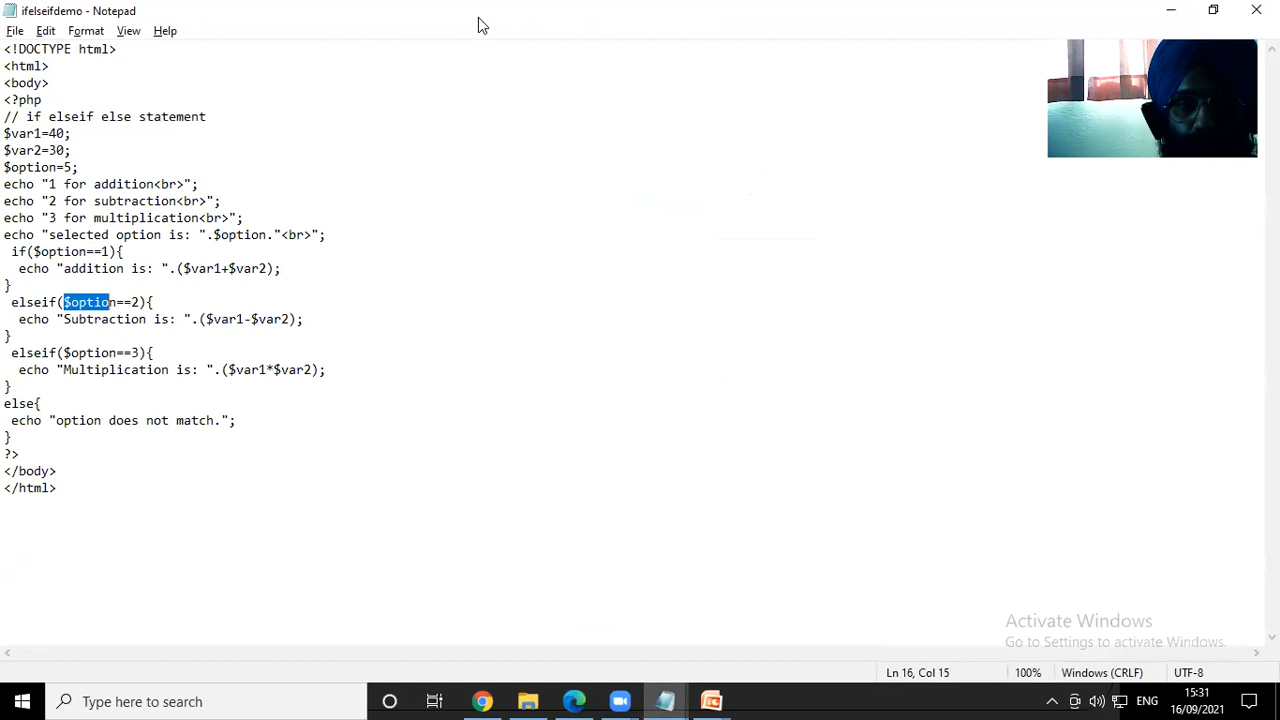 ifelseifdemo - Notepad
File Edit Format View Help
<!DOCTYPE html>
<html>
<body>
<?php
// if elseif else statement
$var1=40;
$var2=30;
$option=5;
echo "1 for addition<br>";
echo "2 for subtraction<br>";
echo "3 for multiplication<br>";
echo "selected option is: ".$option."<br>";
if($option==1){
echo "addition is: ".($var1+$var2);
}
elseif($option==2){
echo "Subtraction is: ".($var1-$var2);
}
elseif($option==3){
echo "Multiplication is: ".($var1*$var2);
}
else{
echo "option does not match.";
}
?>
</body>
</html>
Activate Windows
Go to Settings to activate Windows.
Ln 16, Col 15 100% Windows (CRLF) UTF-8
Type here to search ENG 15:31
16/09/2021